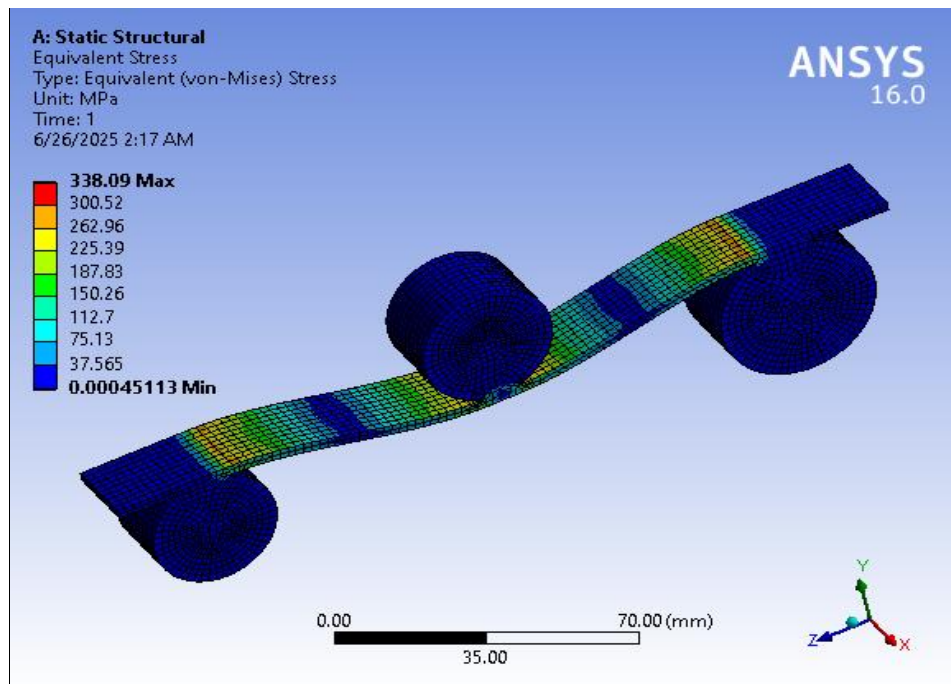 A: Static Structural
Equivalent Stress
Type: Equivalent (von-Mises) Stress
Unit: MPa
Time: 1
6/26/2025 2:17 AM
ANSYS
16.0
338.09 Max
300.52
262.96
225.39
187.83
150.26
112.7
75.13
37.565
0.00045113 Min
0.00
70.00 (mm)
35.00
Y
Z
X